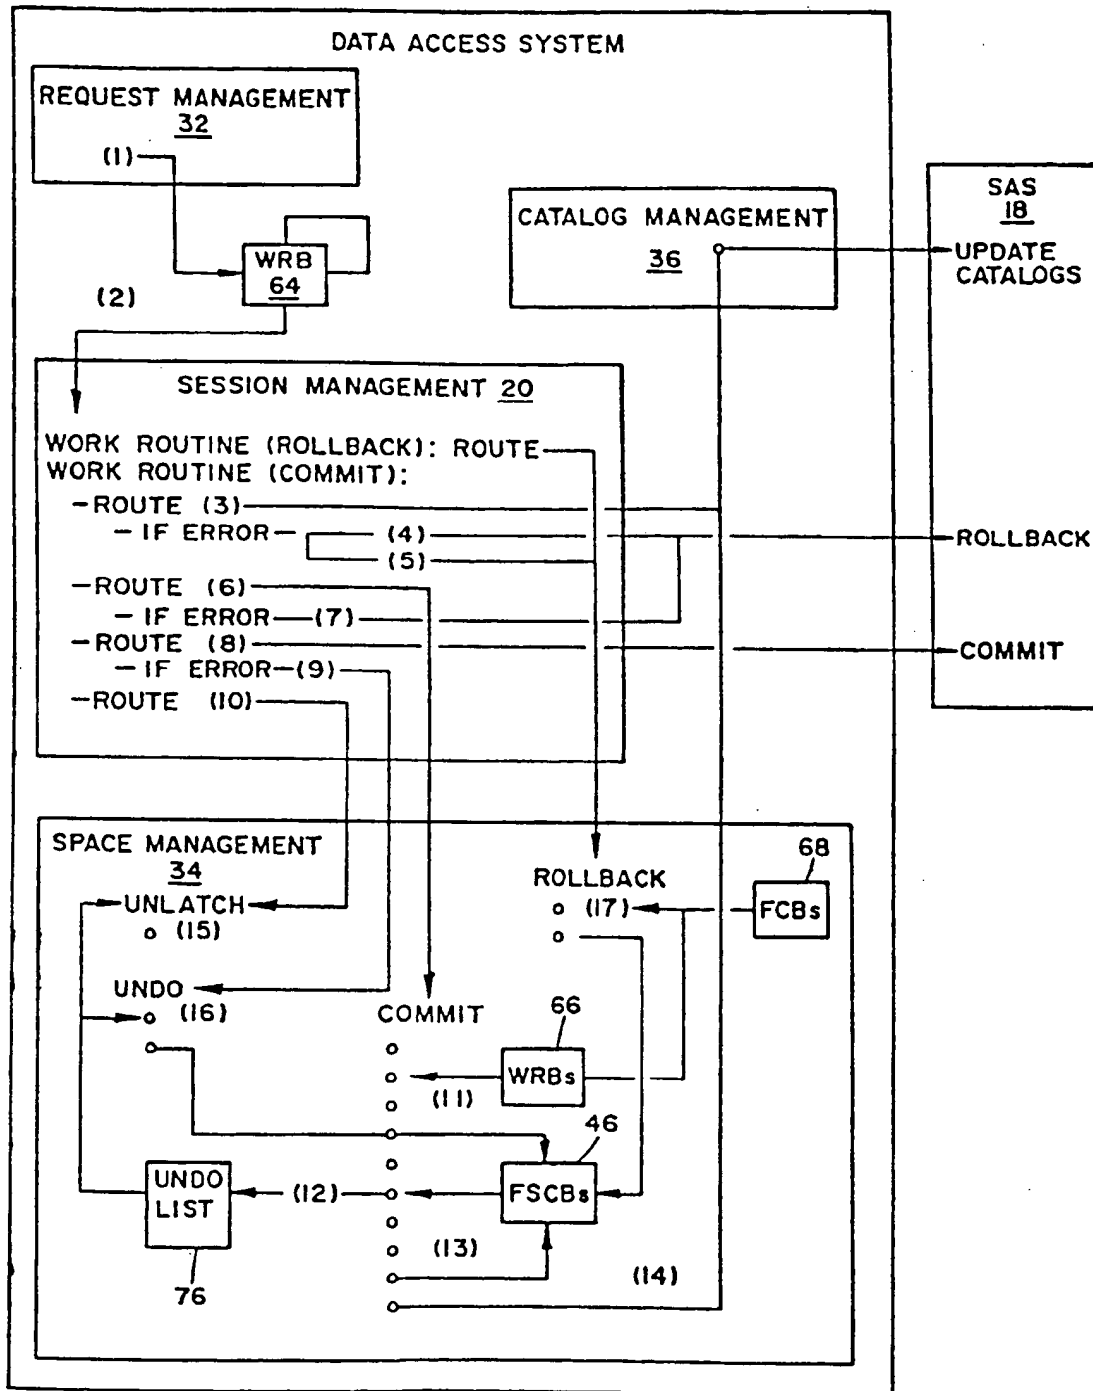 DATA ACCESS SYSTEM
REQUEST MANAGEMENT
32
(1)
WRB
64
(2)
CATALOG MANAGEMENT
36
SAS
18
UPDATE
CATALOGS
ROLLBACK
COMMIT
SESSION MANAGEMENT 20
WORK ROUTINE (ROLLBACK): ROUTE
WORK ROUTINE (COMMIT):
-ROUTE (3)
- IF ERROR - (4)
(5)
-ROUTE (6)
- IF ERROR - (7)
-ROUTE (8)
- IF ERROR - (9)
-ROUTE (10)
SPACE MANAGEMENT
34
UNLATCH
(15)
UNDO
(16)
COMMIT
ROLLBACK
(17)
68
FCBs
66
WRBs
(11)
46
FSCBs
UNDO
LIST
(12)
(13)
(14)
76